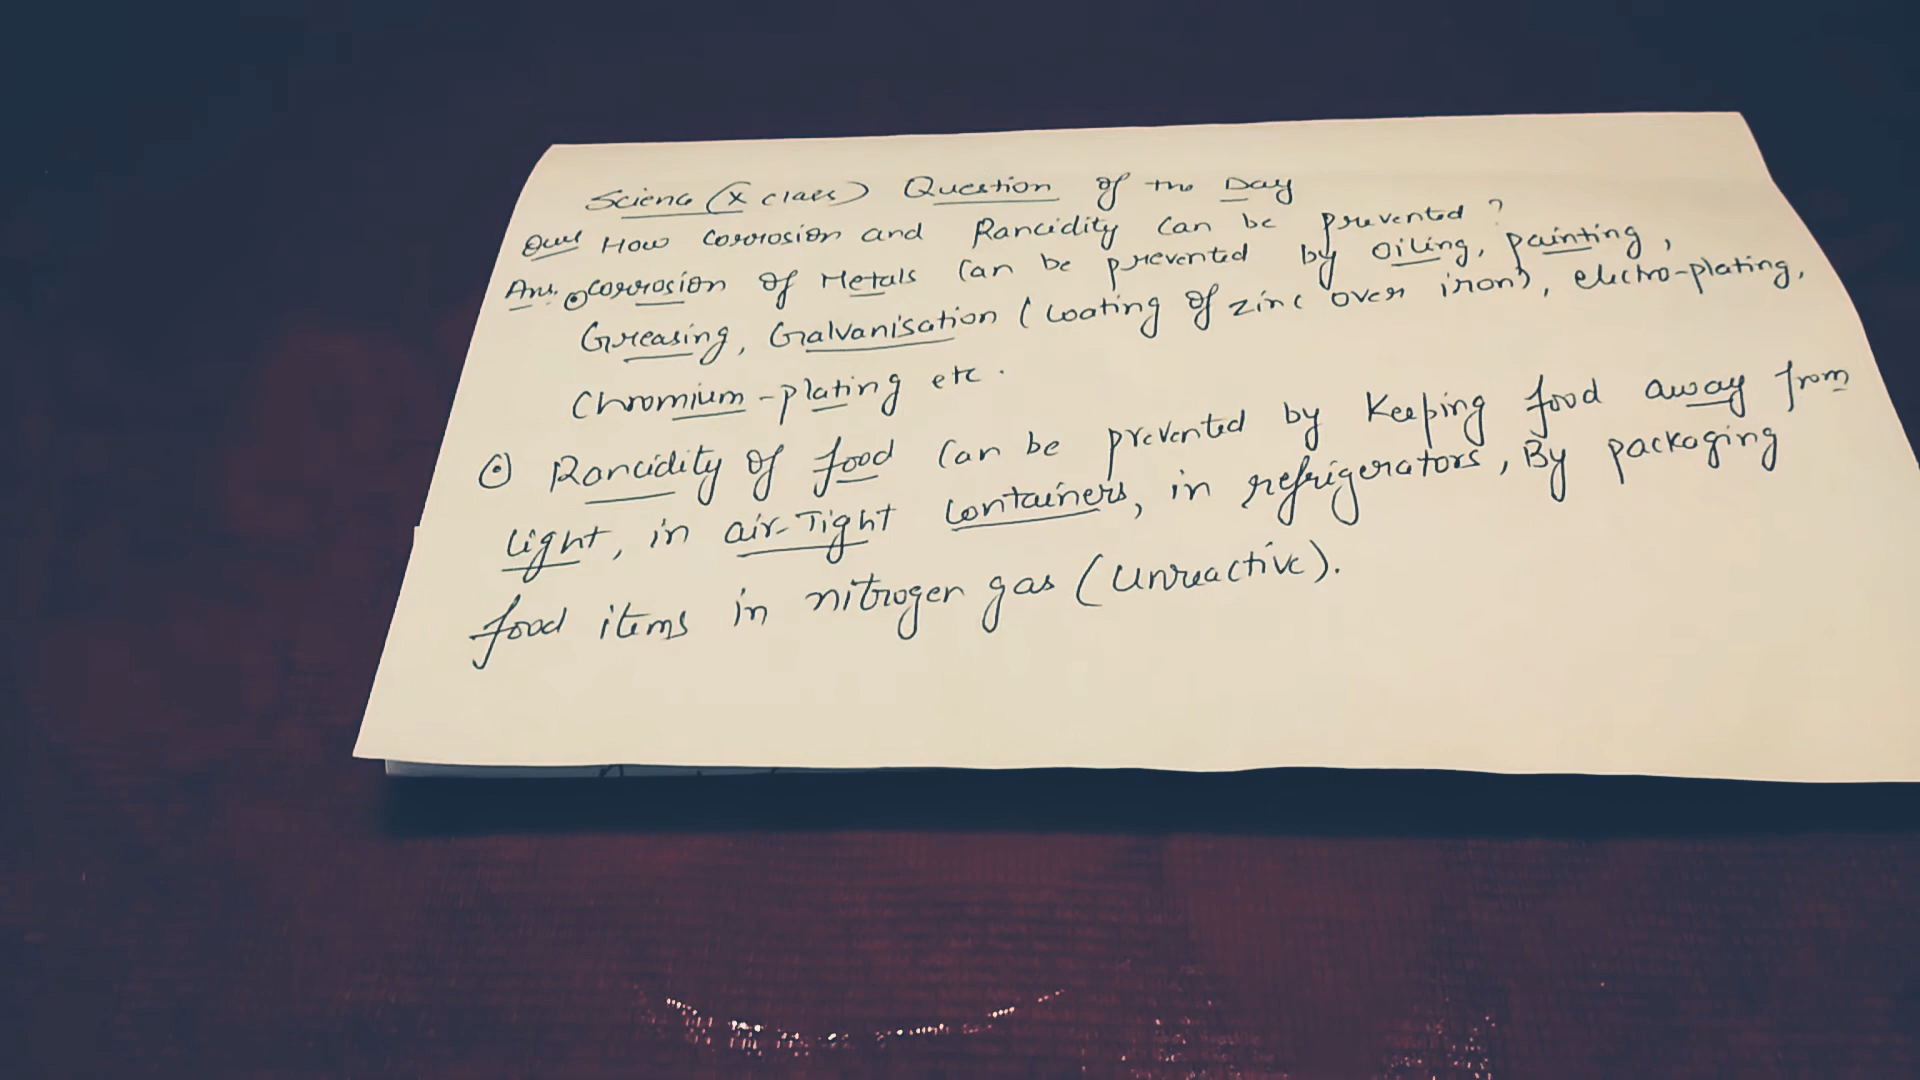 Science (X class) Question of the Day
Ques How corrosion and Rancidity can be prevented?
Ans. ⊙ corrosion of Metals can be prevented by oiling, painting,
Greasing, Galvanisation (coating of zinc over iron), electro-plating,
Chromium-plating etc.
⊙ Rancidity of food can be prevented by Keeping food away from
light, in air-Tight containers, in refrigerators, By packaging
food items in nitrogen gas (unreactive).